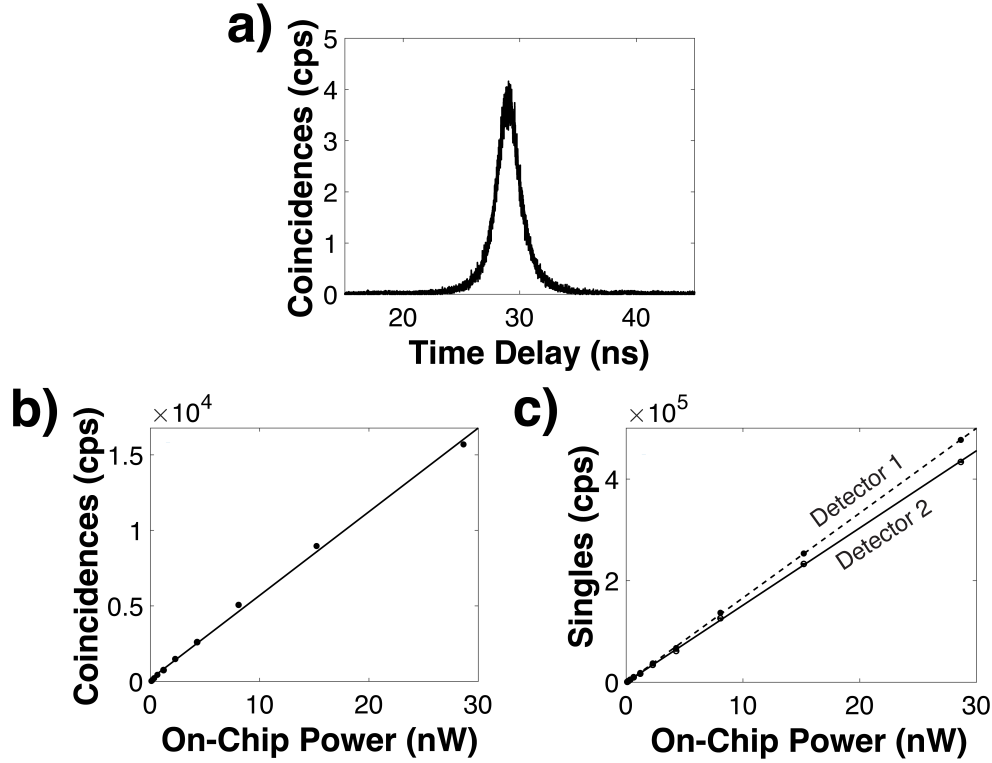 a)
Coincidences (cps)
5
4
3
2
1
0
20
30
40
Time Delay (ns)
b)
Coincidences (cps)
×10⁴
1.5
1
0.5
0
0
10
20
30
On-Chip Power (nW)
c)
Singles (cps)
×10⁵
4
2
0
0
10
20
30
Detector 1
Detector 2
On-Chip Power (nW)